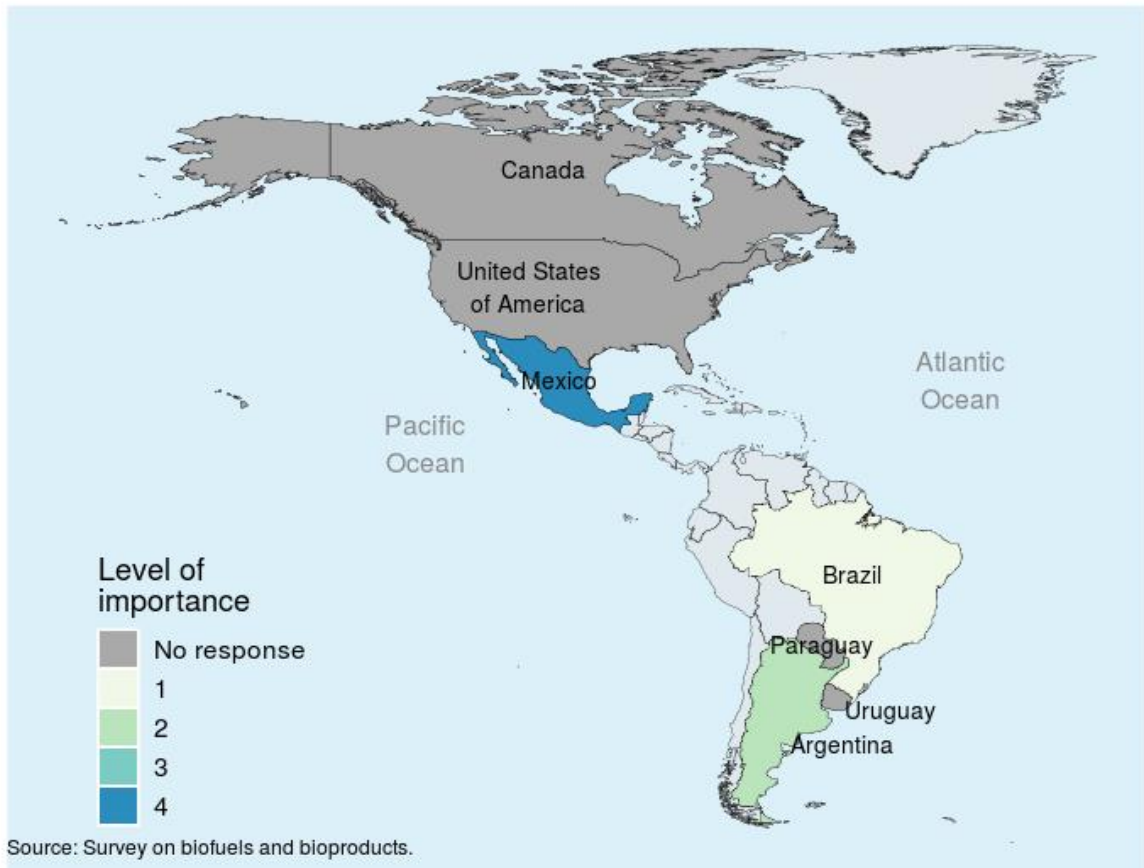 Canada
United States
of America
Mexico
Atlantic
Ocean
Pacific
Ocean
Brazil
Paraguay
Uruguay
Argentina
Level of
importance
No response
1
2
3
4
Source: Survey on biofuels and bioproducts.